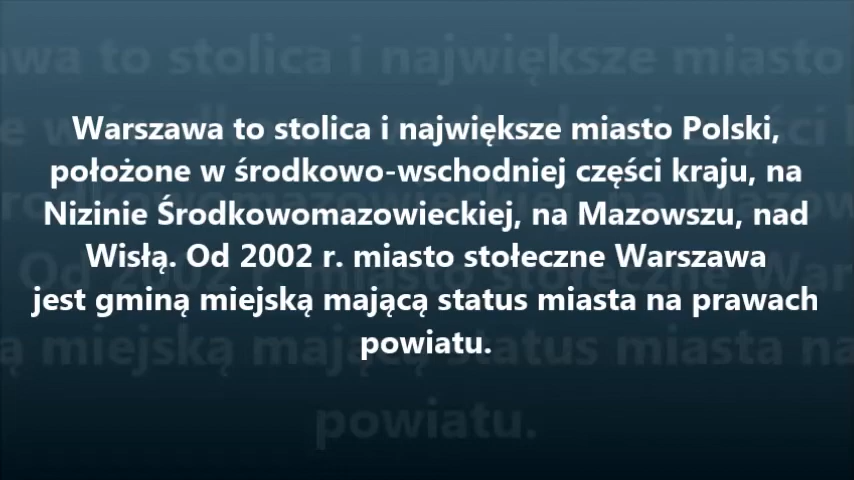 Warszawa to stolica i największe miasto Polski,
położone w środkowo-wschodniej części kraju, na
Nizinie Środkowomazowieckiej, na Mazowszu, nad
Wisłą. Od 2002 r. miasto stołeczne Warszawa
jest gminą miejską mającą status miasta na prawach
powiatu.